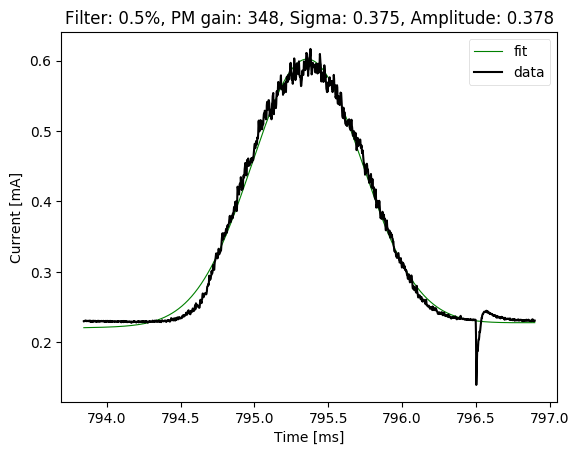 Filter: 0.5%, PM gain: 348, Sigma: 0.375, Amplitude: 0.378
fit
data
0.6
0.5
0.4
0.3
0.2
Current [mA]
794.0 794.5 795.0 795.5 796.0 796.5 797.0
Time [ms]